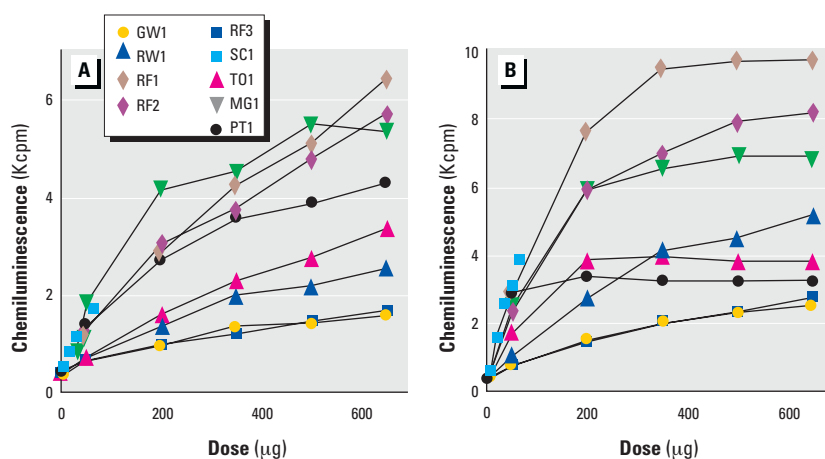 A
GW1
RW1
RF1
RF2
RF3
SC1
TO1
MG1
PT1
Chemiluminescence (Kcpm)
6
4
2
0
0 200 400 600
Dose (μg)
B
Chemiluminescence (Kcpm)
10
8
6
4
2
0
0 200 400 600
Dose (μg)